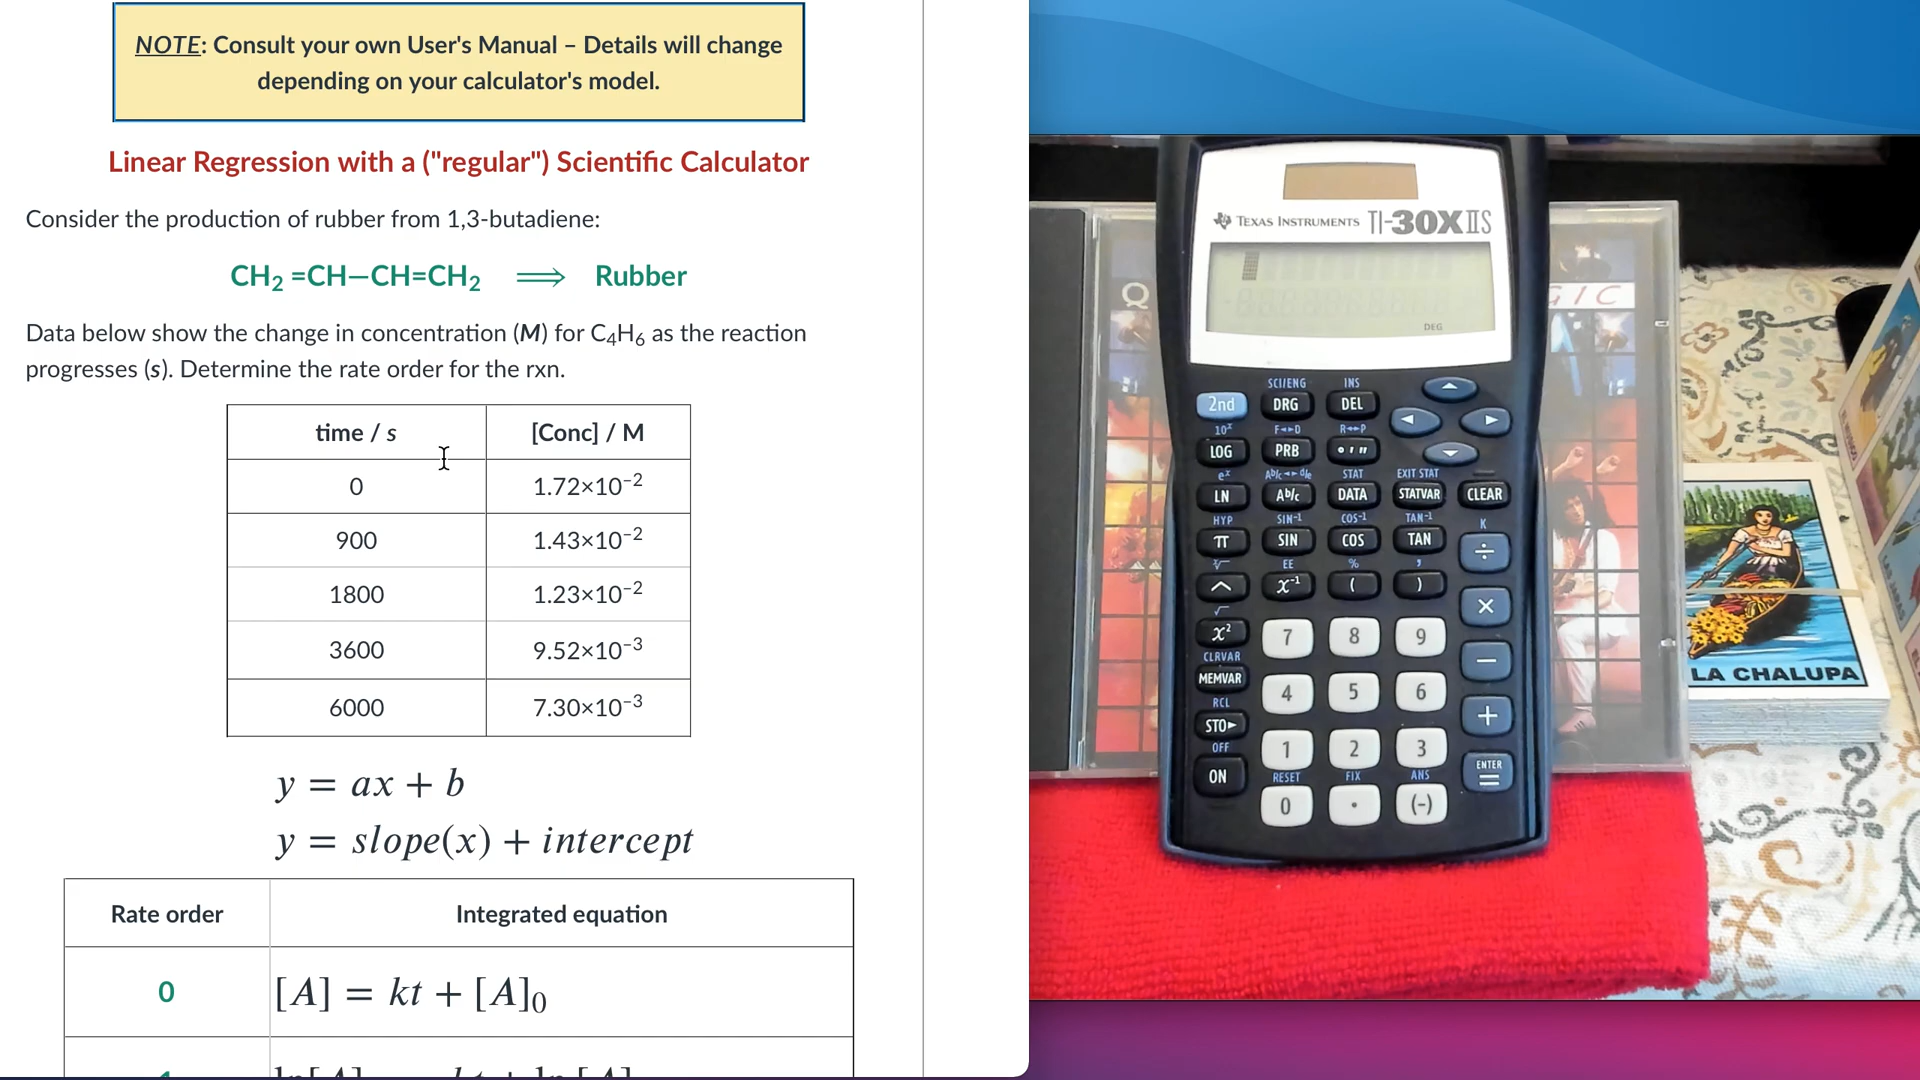 NOTE: Consult your own User's Manual – Details will change
depending on your calculator's model.
Linear Regression with a ("regular") Scientific Calculator
Consider the production of rubber from 1,3-butadiene:
CH₂ =CH—CH=CH₂ ⟹ Rubber
Data below show the change in concentration (M) for C₄H₆ as the reaction
progresses (s). Determine the rate order for the rxn.
time / s [Conc] / M
0 1.72×10⁻²
900 1.43×10⁻²
1800 1.23×10⁻²
3600 9.52×10⁻³
6000 7.30×10⁻³
y = ax + b
y = slope(x) + intercept
Rate order Integrated equation
0 [A] = kt + [A]₀
TEXAS INSTRUMENTS TI-30X IIS
DEG
SCI/ENG INS
2nd DRG DEL
10ˣ F◄►D R◄►P
LOG PRB ° ' "
eˣ Ab/c◄►d/e STAT EXIT STAT
LN Ab/c DATA STATVAR CLEAR
HYP SIN⁻¹ COS⁻¹ TAN⁻¹ K
π SIN COS TAN ÷
ˣ√ EE % ,
^ x⁻¹ ( ) ×
√
x² 7 8 9 −
CLRVAR
MEMVAR 4 5 6
RCL
STO► 1 2 3 +
OFF
ON
RESET FIX ANS ENTER
0 . (−) =
Q
GIC
LA CHALUPA